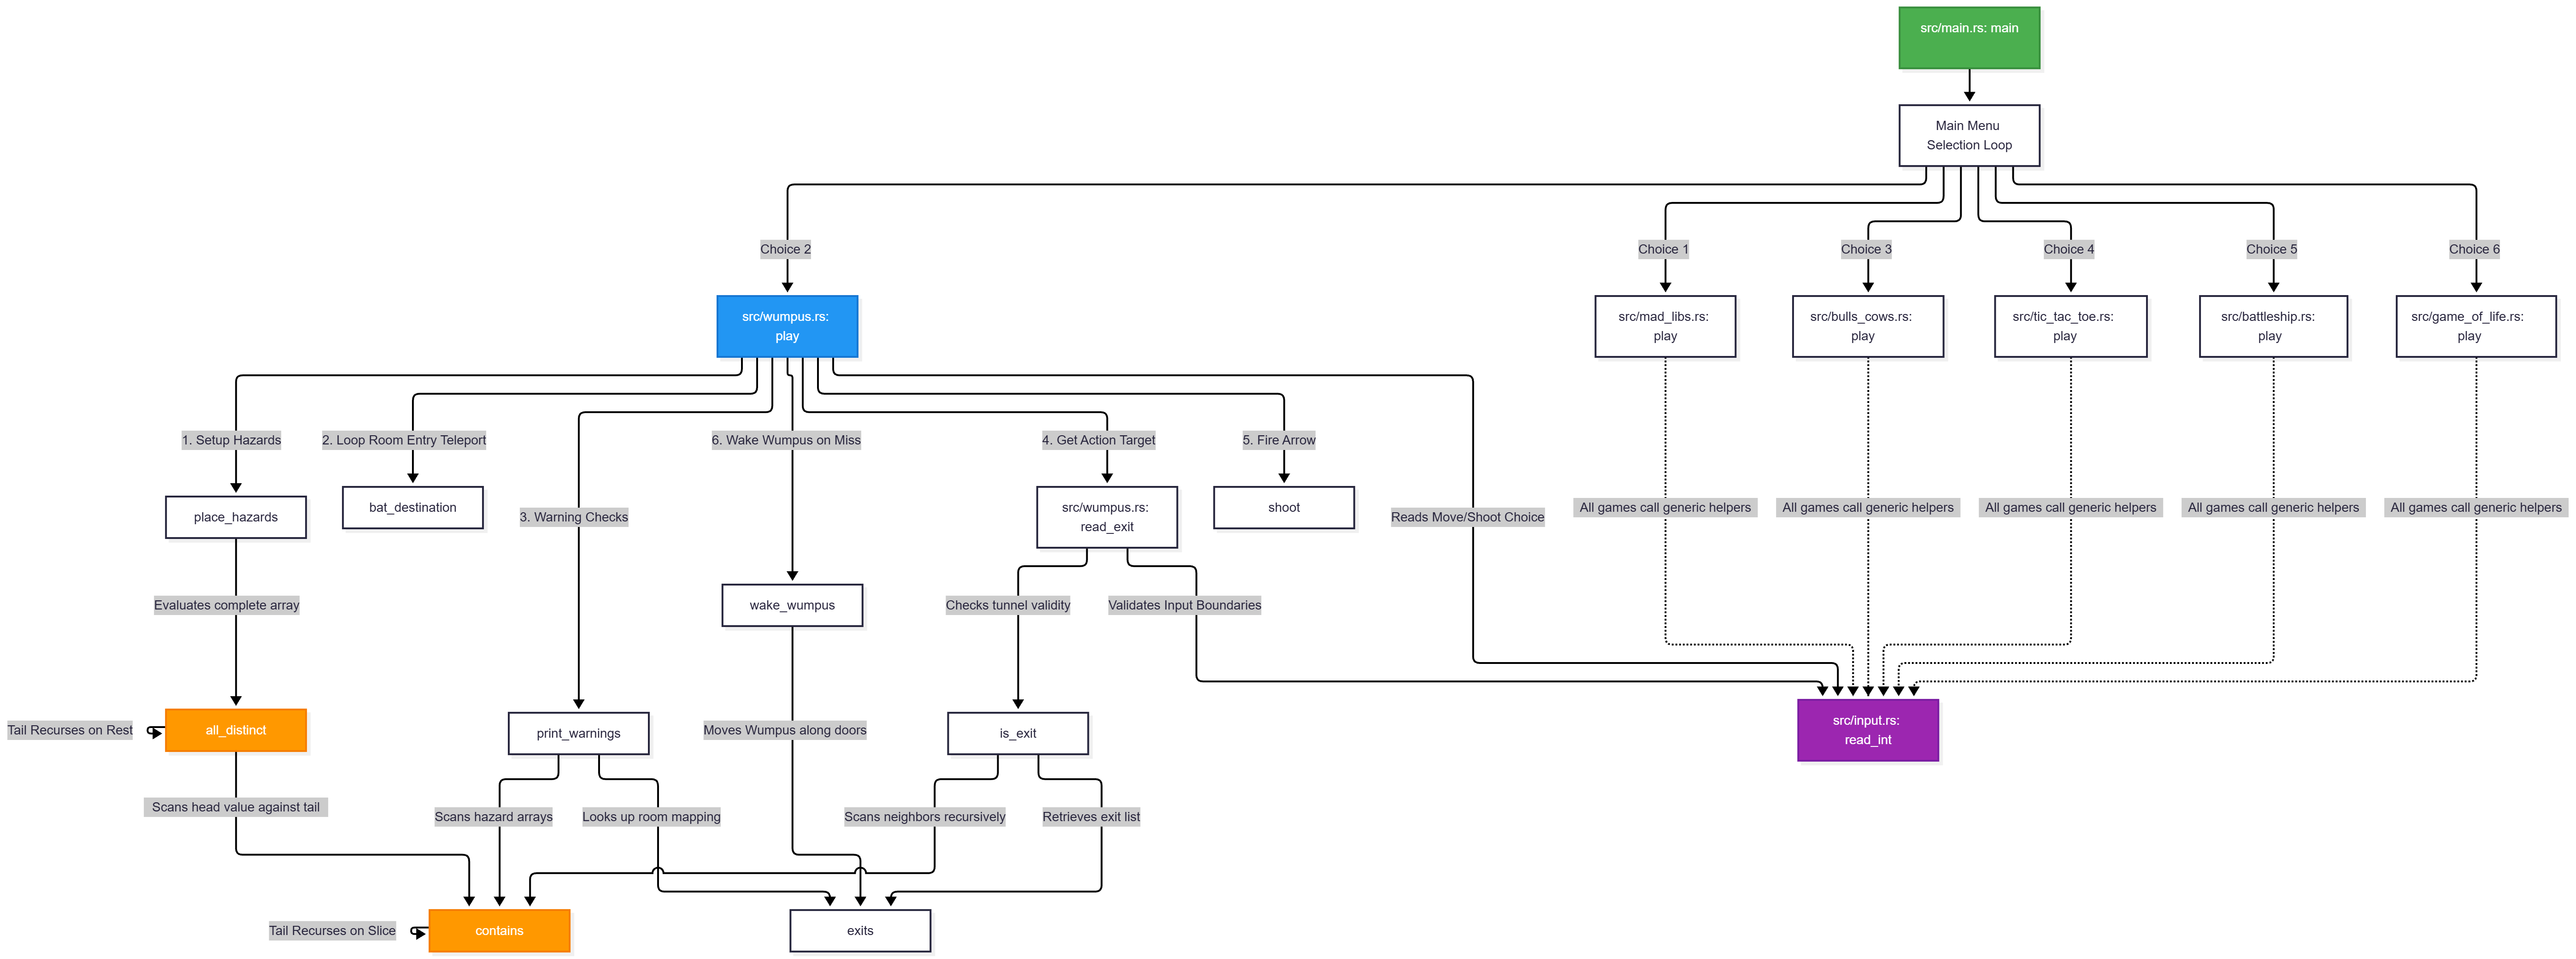 src/main.rs: main
Main Menu
Selection Loop
Choice 2
Choice 1
Choice 3
Choice 4
Choice 5
Choice 6
src/wumpus.rs:
play
src/mad_libs.rs:
play
src/bulls_cows.rs:
play
src/tic_tac_toe.rs:
play
src/battleship.rs:
play
src/game_of_life.rs:
play
1. Setup Hazards
2. Loop Room Entry Teleport
6. Wake Wumpus on Miss
4. Get Action Target
5. Fire Arrow
place_hazards
bat_destination
3. Warning Checks
src/wumpus.rs:
read_exit
shoot
Reads Move/Shoot Choice
All games call generic helpers
All games call generic helpers
All games call generic helpers
All games call generic helpers
All games call generic helpers
Evaluates complete array
wake_wumpus
Checks tunnel validity
Validates Input Boundaries
Tail Recurses on Rest
all_distinct
print_warnings
Moves Wumpus along doors
is_exit
src/input.rs:
read_int
Scans head value against tail
Scans hazard arrays
Looks up room mapping
Scans neighbors recursively
Retrieves exit list
Tail Recurses on Slice
contains
exits